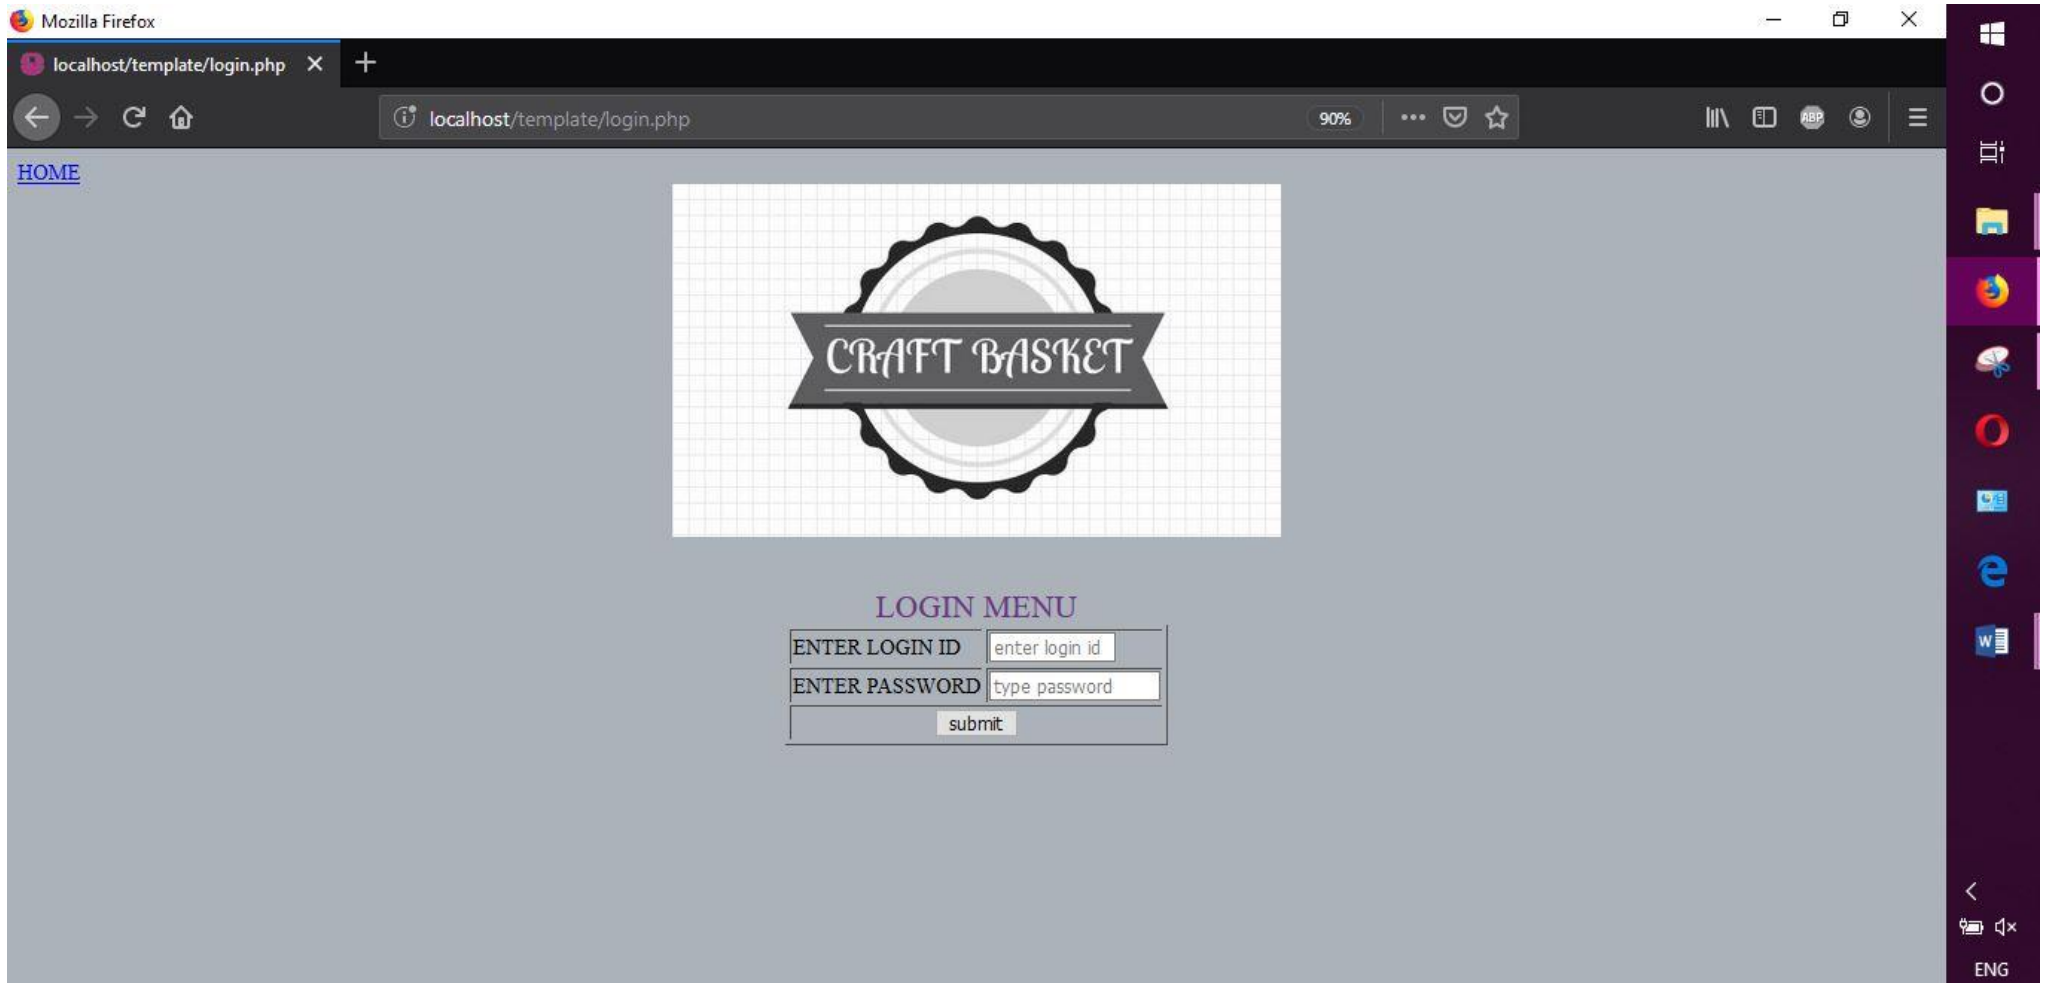 Mozilla Firefox
localhost/template/login.php
localhost/template/login.php 90% ABP
HOME
CRAFT BASKET
LOGIN MENU
ENTER LOGIN ID enter login id
ENTER PASSWORD type password
submit
ENG